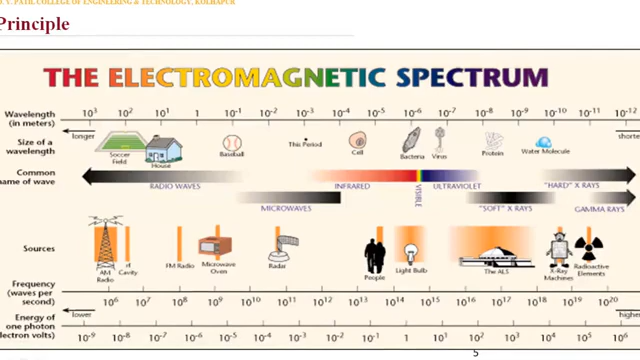 Y. PATIL COLLEGE OF ENGINEERING & TECHNOLOGY, KOLHAPUR
Principle
THE ELECTROMAGNETIC SPECTRUM
Wavelength
(in meters)
10³ 10² 10¹ 1 10⁻¹ 10⁻² 10⁻³ 10⁻⁴ 10⁻⁵ 10⁻⁶ 10⁻⁷ 10⁻⁸ 10⁻⁹ 10⁻¹⁰ 10⁻¹¹ 10⁻¹²
longer shorte
Size of a
wavelength
Soccer
Field
House
Baseball
This Period
Cell
Bacteria
Virus
Protein
Water Molecule
Common
name of wave
RADIO WAVES
INFRARED
VISIBLE
ULTRAVIOLET
"HARD" X RAYS
MICROWAVES
"SOFT" X RAYS
GAMMA RAYS
Sources
AM
Radio
rf
Cavity
FM Radio
Microwave
Oven
Radar
People
Light Bulb
The ALS
X-Ray
Machines
Radioactive
Elements
Frequency
(waves per
second)
10⁶ 10⁷ 10⁸ 10⁹ 10¹⁰ 10¹¹ 10¹² 10¹³ 10¹⁴ 10¹⁵ 10¹⁶ 10¹⁷ 10¹⁸ 10¹⁹ 10²⁰
lower highe
Energy of
one photon
electron volts)
10⁻⁹ 10⁻⁸ 10⁻⁷ 10⁻⁶ 10⁻⁵ 10⁻⁴ 10⁻³ 10⁻² 10⁻¹ 1 10¹ 10² 10³ 10⁴ 10⁵ 10⁶
5